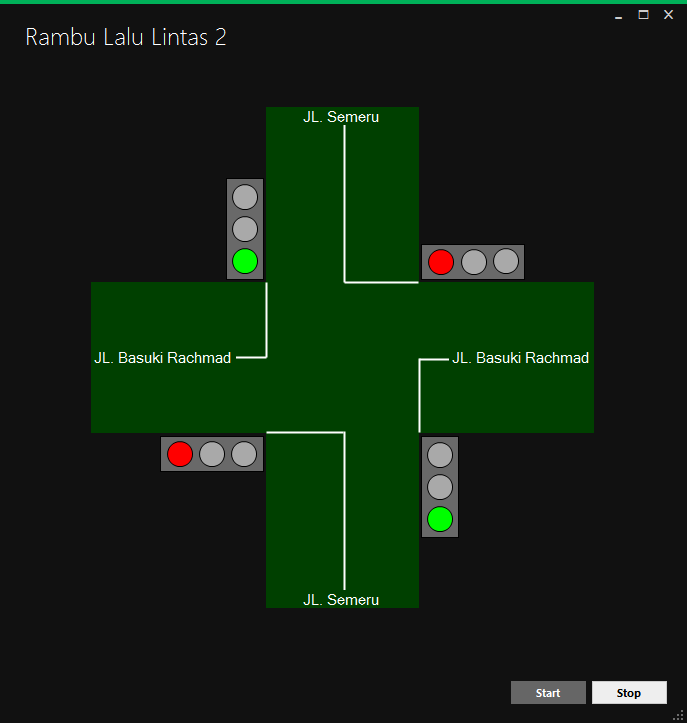 Rambu Lalu Lintas 2
JL. Semeru
JL. Basuki Rachmad
JL. Basuki Rachmad
JL. Semeru
Start
Stop